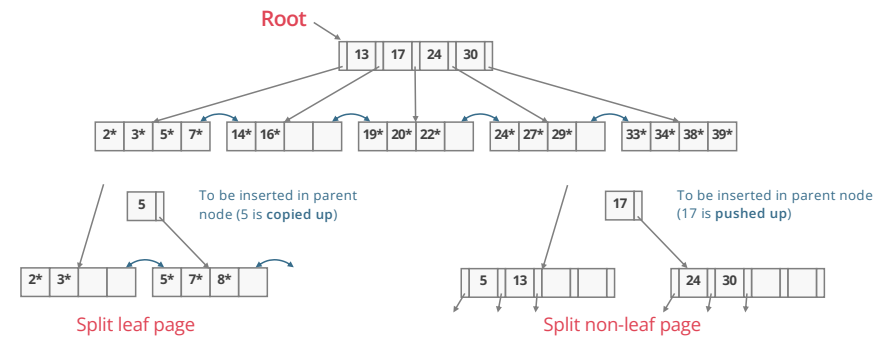 Root
13 17 24 30
2* 3* 5* 7* 14* 16* 19* 20* 22* 24* 27* 29* 33* 34* 38* 39*
5
To be inserted in parent
node (5 is copied up)
17
To be inserted in parent node
(17 is pushed up)
2* 3* 5* 7* 8*
5 13 24 30
Split leaf page
Split non-leaf page